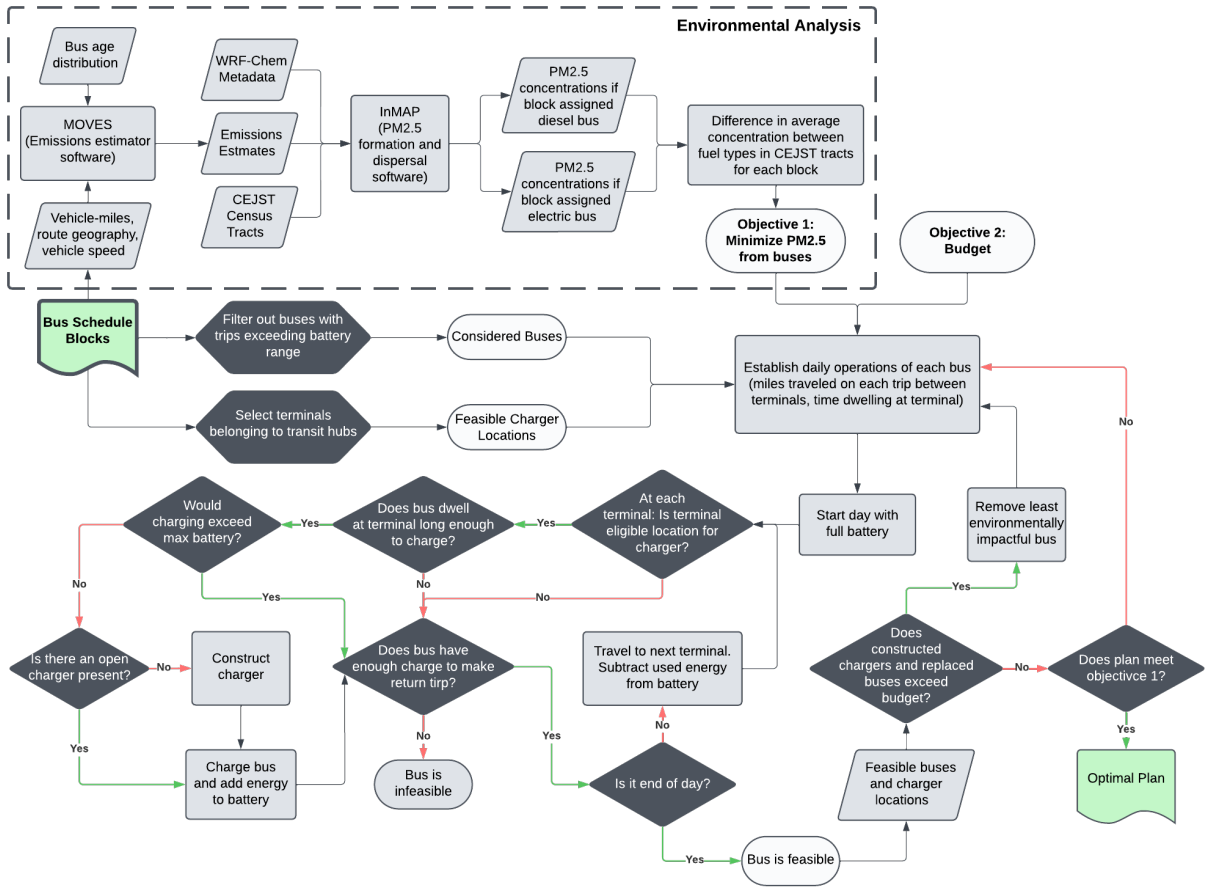 Environmental Analysis
Bus age
distribution
MOVES
(Emissions estimator
software)
Vehicle-miles,
route geography,
vehicle speed
WRF-Chem
Metadata
Emissions
Estmates
CEJST
Census
Tracts
InMAP
(PM2.5
formation and
dispersal
software)
PM2.5
concentrations if
block assigned
diesel bus
PM2.5
concentrations if
block assigned
electric bus
Difference in average
concentration between
fuel types in CEJST tracts
for each block
Objective 1:
Minimize PM2.5
from buses
Objective 2:
Budget
Bus Schedule
Blocks
Filter out buses with
trips exceeding battery
range
Considered Buses
Select terminals
belonging to transit hubs
Feasible Charger
Locations
Establish daily operations of each bus
(miles traveled on each trip between
terminals, time dwelling at terminal)
No
Would
charging exceed
max battery?
Yes
Does bus dwell
at terminal long enough
to charge?
Yes
At each
terminal: Is terminal
eligible location for
charger?
Start day with
full battery
Remove least
environmentally
impactful bus
No
Yes
No
No
Yes
Is there an open
charger present?
No
Construct
charger
Does bus have
enough charge to make
return tirp?
Travel to next terminal.
Subtract used energy
from battery
Does
constructed
chargers and replaced
buses exceed
budget?
No
Does plan meet
objectivce 1?
Yes
No
Yes
No
Yes
Charge bus
and add energy
to battery
Bus is
infeasible
Is it end of day?
Feasible buses
and charger
locations
Optimal Plan
Yes
Bus is feasible